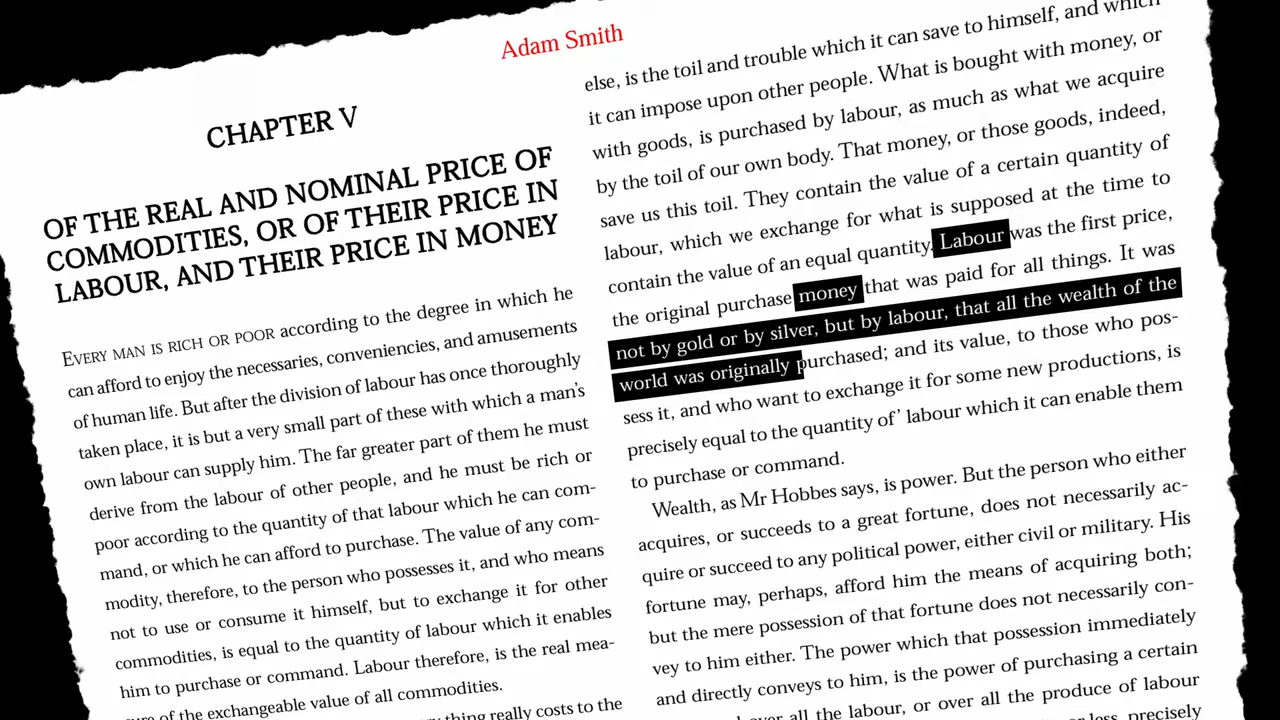 Adam Smith
CHAPTER V
OF THE REAL AND NOMINAL PRICE OF
COMMODITIES, OR OF THEIR PRICE IN
LABOUR, AND THEIR PRICE IN MONEY
EVERY MAN IS RICH OR POOR according to the degree in which he
can afford to enjoy the necessaries, conveniencies, and amusements
of human life. But after the division of labour has once thoroughly
taken place, it is but a very small part of these with which a man's
own labour can supply him. The far greater part of them he must
derive from the labour of other people, and he must be rich or
poor according to the quantity of that labour which he can com-
mand, or which he can afford to purchase. The value of any com-
modity, therefore, to the person who possesses it, and who means
not to use or consume it himself, but to exchange it for other
commodities, is equal to the quantity of labour which it enables
him to purchase or command. Labour therefore, is the real mea-
sure of the exchangeable value of all commodities.
thing really costs to the
else, is the toil and trouble which it can save to himself, and which
it can impose upon other people. What is bought with money, or
with goods, is purchased by labour, as much as what we acquire
by the toil of our own body. That money, or those goods, indeed,
save us this toil. They contain the value of a certain quantity of
labour, which we exchange for what is supposed at the time to
contain the value of an equal quantity. Labour was the first price,
the original purchase money that was paid for all things. It was
not by gold or by silver, but by labour, that all the wealth of the
world was originally purchased; and its value, to those who pos-
sess it, and who want to exchange it for some new productions, is
precisely equal to the quantity of' labour which it can enable them
to purchase or command.
Wealth, as Mr Hobbes says, is power. But the person who either
acquires, or succeeds to a great fortune, does not necessarily ac-
quire or succeed to any political power, either civil or military. His
fortune may, perhaps, afford him the means of acquiring both;
but the mere possession of that fortune does not necessarily con-
vey to him either. The power which that possession immediately
and directly conveys to him, is the power of purchasing a certain
over all the labour, or over all the produce of labour
or less, precisely